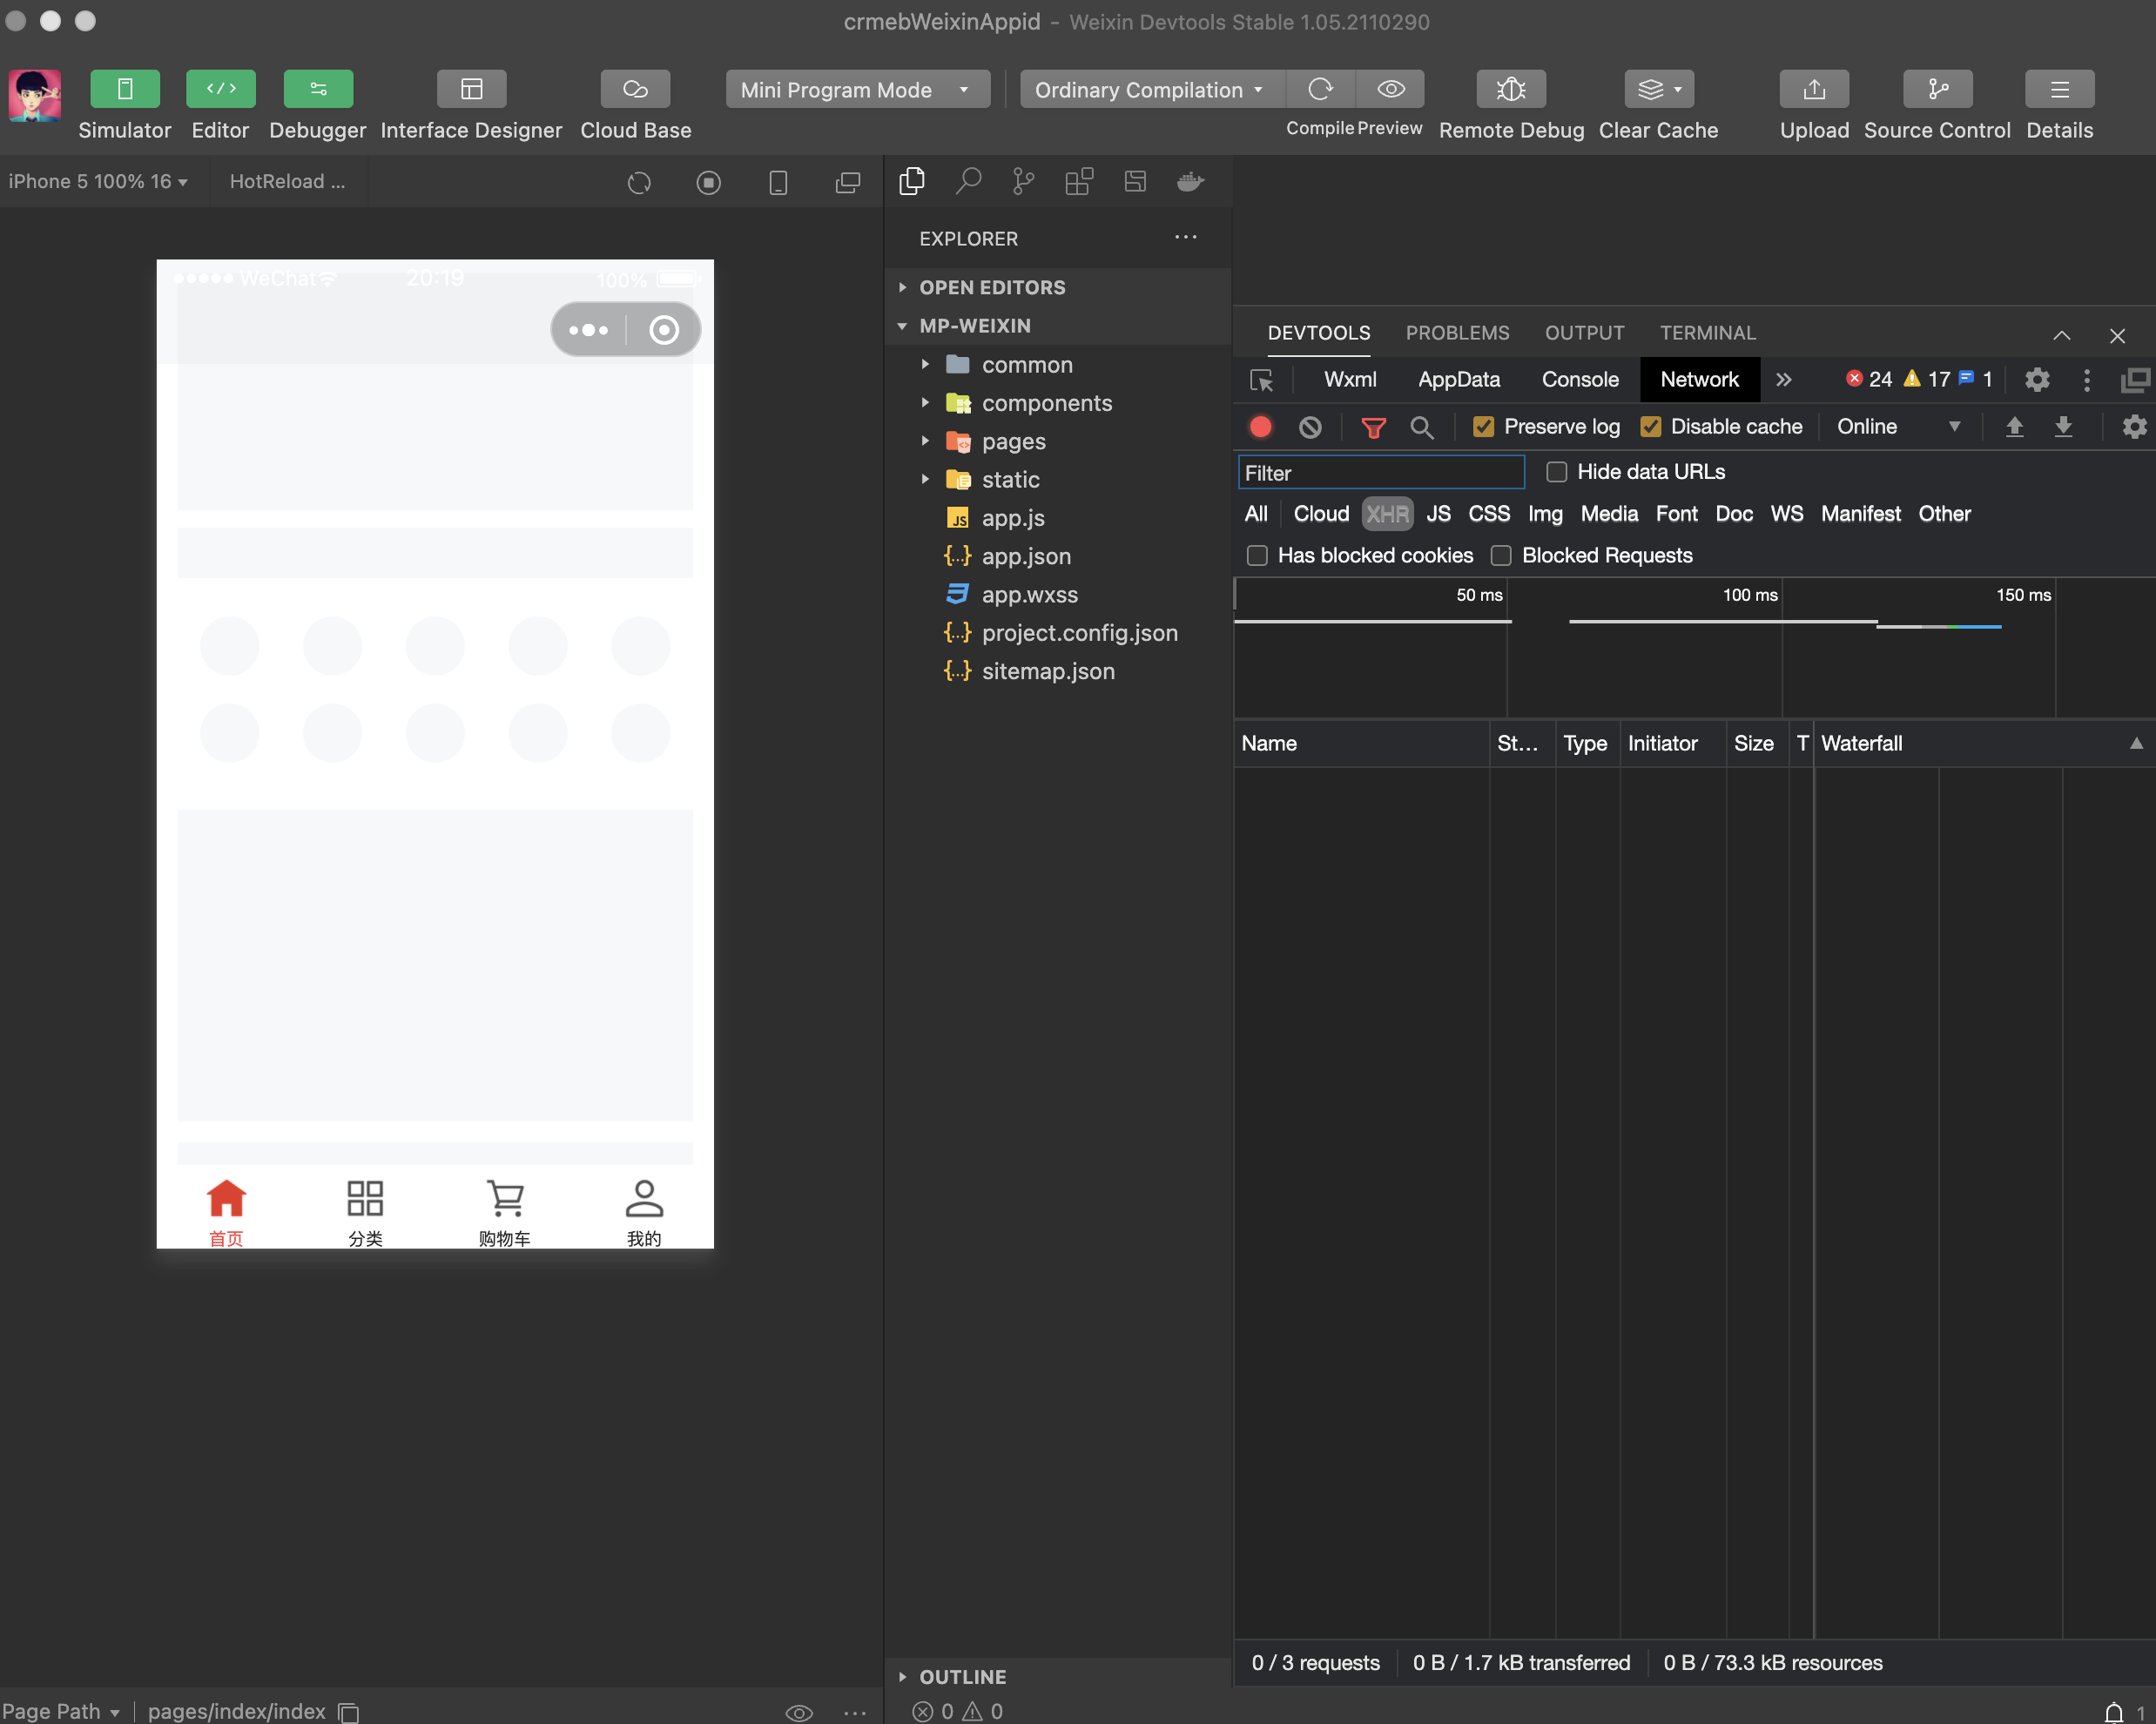 crmebWeixinAppid - Weixin Devtools Stable 1.05.2110290
Mini Program Mode
Ordinary Compilation
Simulator
Editor
Debugger
Interface Designer
Cloud Base
Compile
Preview
Remote Debug
Clear Cache
Upload
Source Control
Details
iPhone 5 100% 16
HotReload ...
WeChat
20:19
100%
首页
分类
购物车
我的
Page Path
pages/index/index
EXPLORER
OPEN EDITORS
MP-WEIXIN
common
components
pages
static
JS app.js
{...} app.json
app.wxss
{...} project.config.json
{...} sitemap.json
OUTLINE
0
0
DEVTOOLS
PROBLEMS
OUTPUT
TERMINAL
Wxml
AppData
Console
Network
24
17
1
Preserve log
Disable cache
Online
Filter
Hide data URLs
All
Cloud
XHR
JS
CSS
Img
Media
Font
Doc
WS
Manifest
Other
Has blocked cookies
Blocked Requests
50 ms
100 ms
150 ms
Name
St...
Type
Initiator
Size
T
Waterfall
0 / 3 requests
0 B / 1.7 kB transferred
0 B / 73.3 kB resources
1